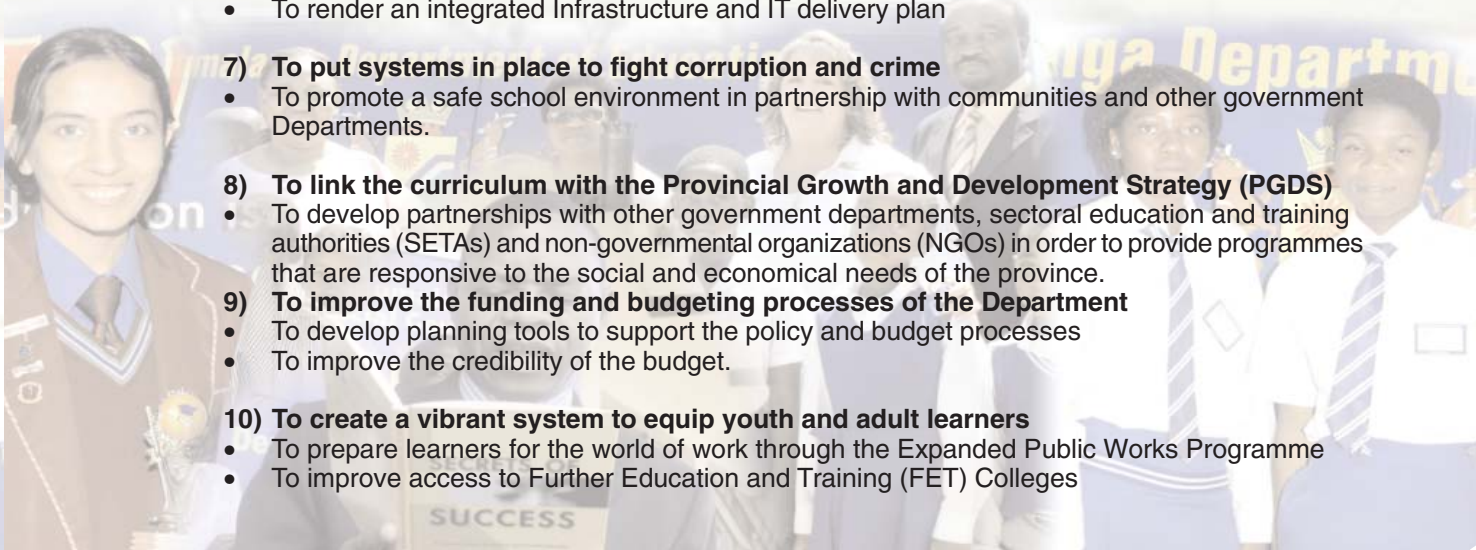 • To render an integrated Infrastructure and IT delivery plan
7) To put systems in place to fight corruption and crime
• To promote a safe school environment in partnership with communities and other government
Departments.
8) To link the curriculum with the Provincial Growth and Development Strategy (PGDS)
• To develop partnerships with other government departments, sectoral education and training
authorities (SETAs) and non-governmental organizations (NGOs) in order to provide programmes
that are responsive to the social and economical needs of the province.
9) To improve the funding and budgeting processes of the Department
• To develop planning tools to support the policy and budget processes
• To improve the credibility of the budget.
10) To create a vibrant system to equip youth and adult learners
• To prepare learners for the world of work through the Expanded Public Works Programme
• To improve access to Further Education and Training (FET) Colleges
SECRETS OF
SUCCESS